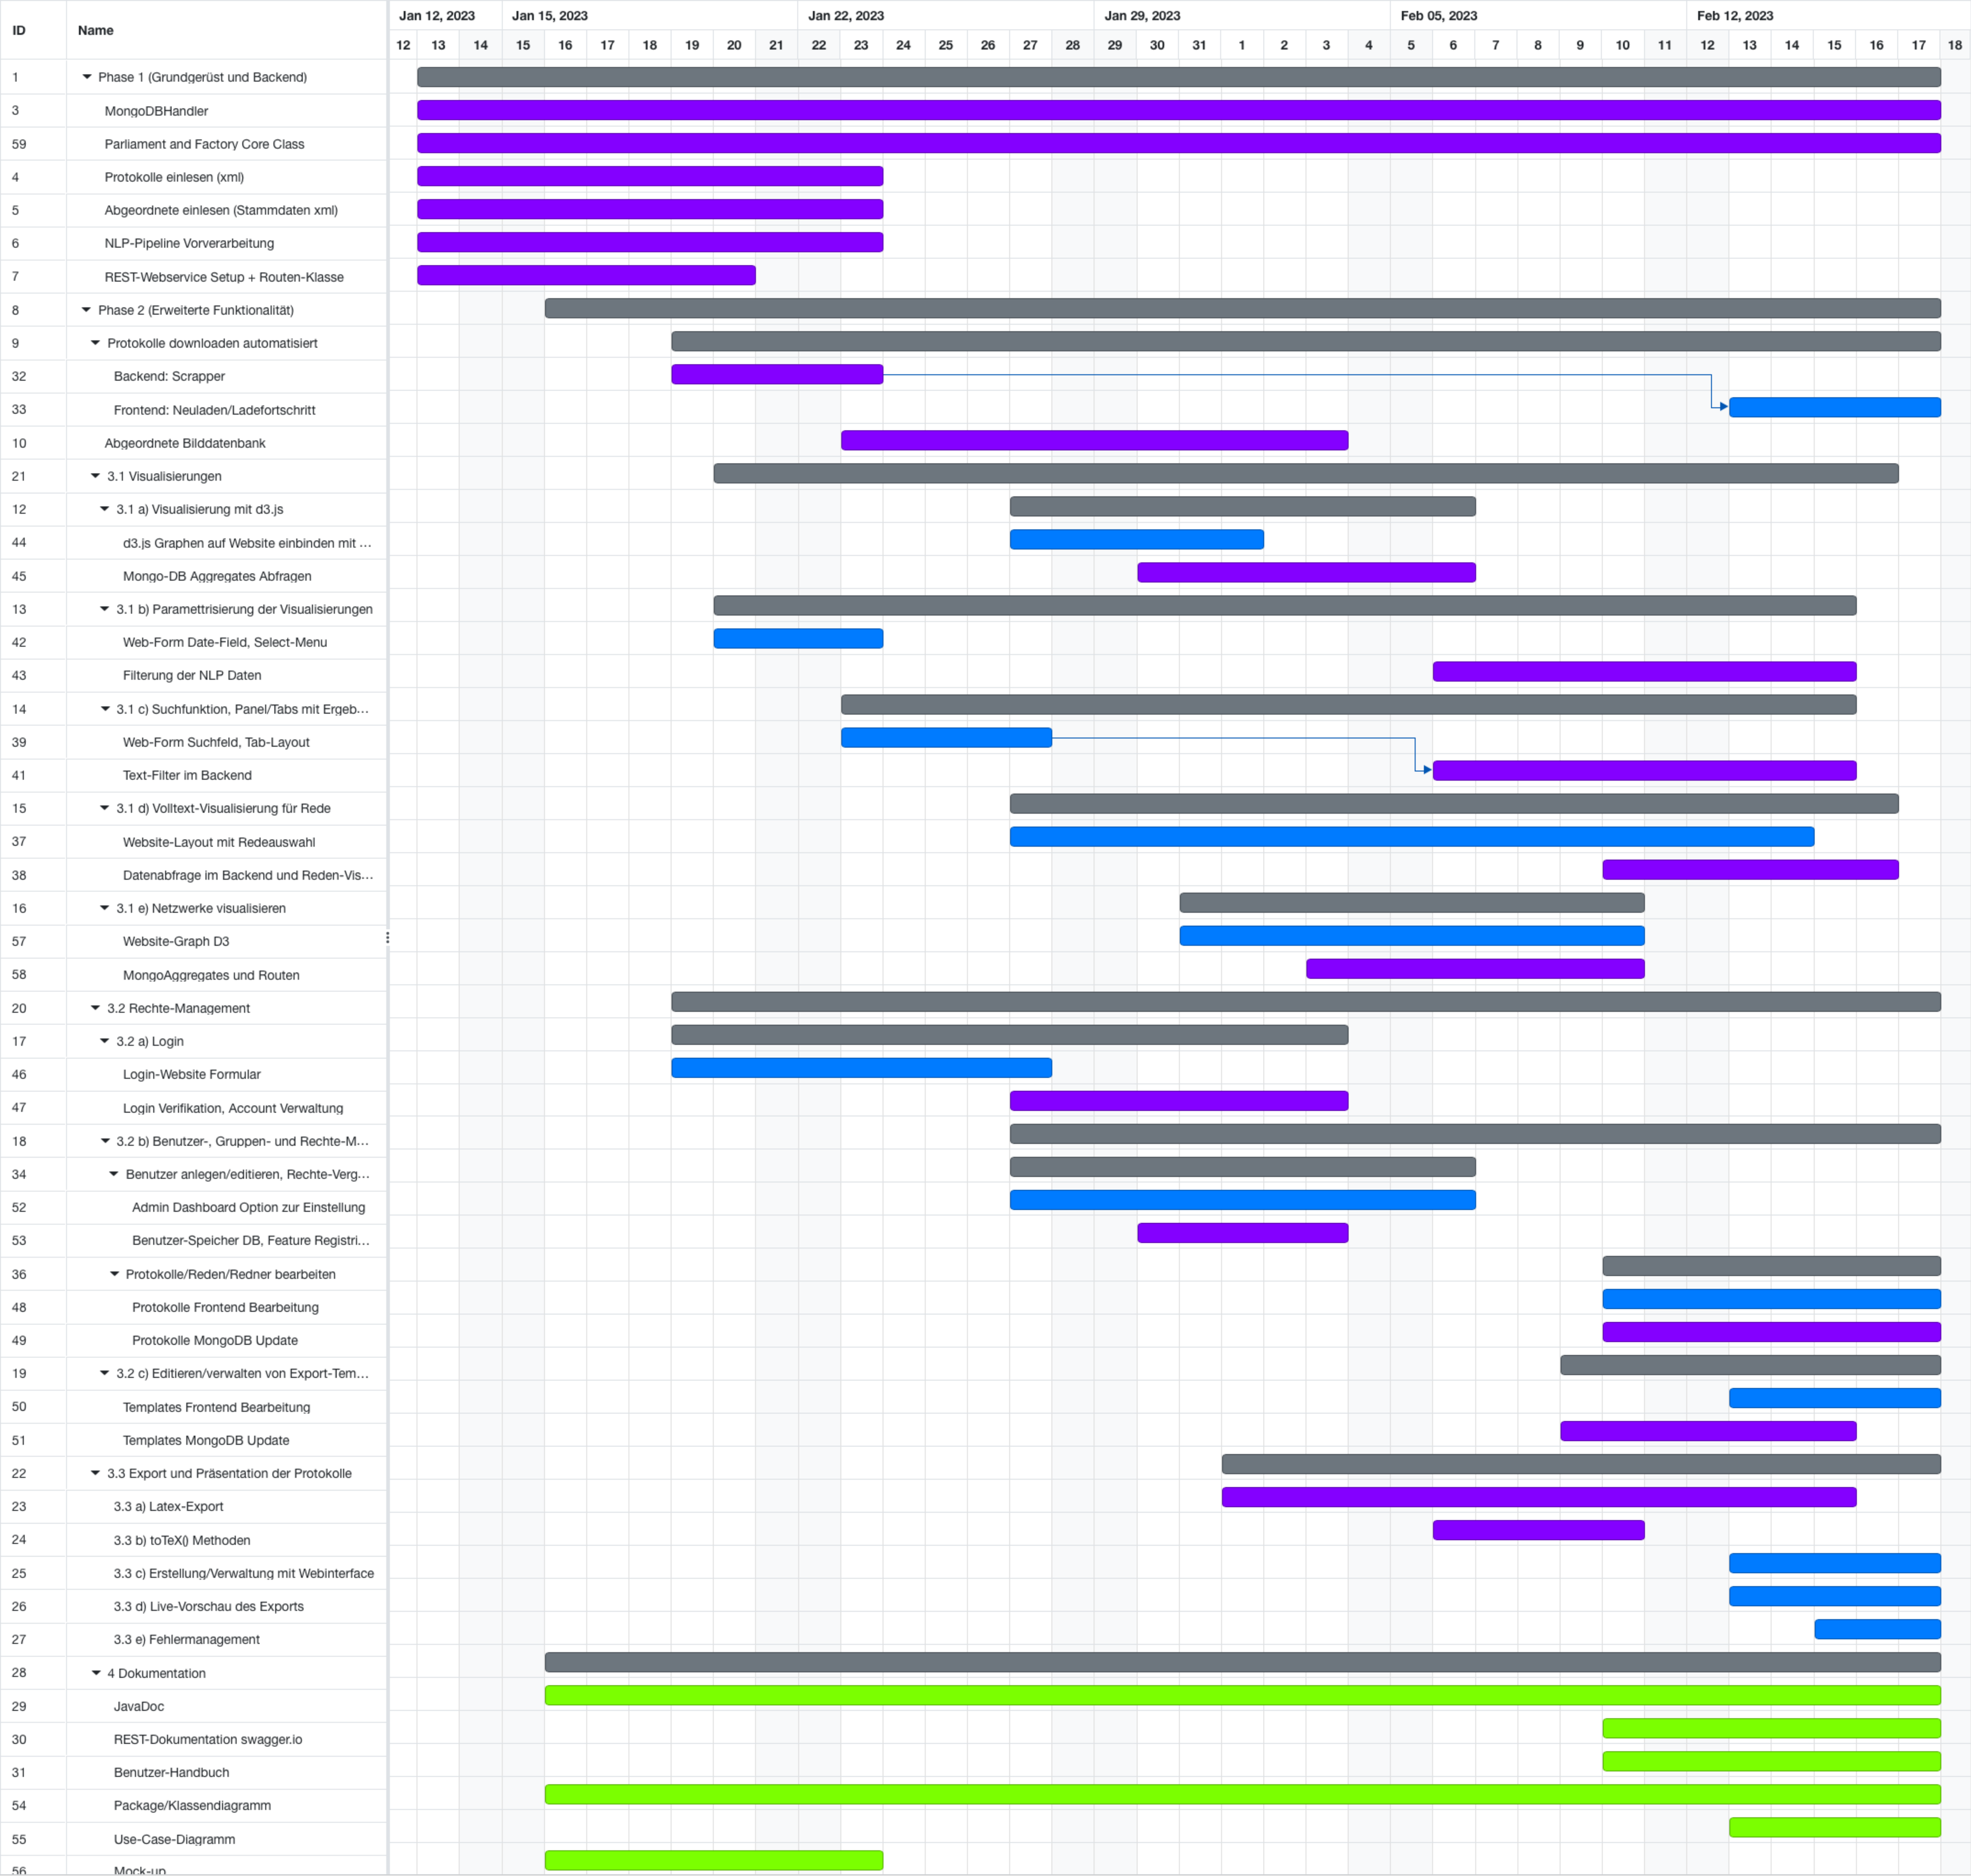 ID Name Jan 12, 2023 Jan 15, 2023 Jan 22, 2023 Jan 29, 2023 Feb 05, 2023 Feb 12, 2023
12 13 14 15 16 17 18 19 20 21 22 23 24 25 26 27 28 29 30 31 1 2 3 4 5 6 7 8 9 10 11 12 13 14 15 16 17 18
1 Phase 1 (Grundgerüst und Backend)
3 MongoDBHandler
59 Parliament and Factory Core Class
4 Protokolle einlesen (xml)
5 Abgeordnete einlesen (Stammdaten xml)
6 NLP-Pipeline Vorverarbeitung
7 REST-Webservice Setup + Routen-Klasse
8 Phase 2 (Erweiterte Funktionalität)
9 Protokolle downloaden automatisiert
32 Backend: Scrapper
33 Frontend: Neuladen/Ladefortschritt
10 Abgeordnete Bilddatenbank
21 3.1 Visualisierungen
12 3.1 a) Visualisierung mit d3.js
44 d3.js Graphen auf Website einbinden mit ...
45 Mongo-DB Aggregates Abfragen
13 3.1 b) Paramettrisierung der Visualisierungen
42 Web-Form Date-Field, Select-Menu
43 Filterung der NLP Daten
14 3.1 c) Suchfunktion, Panel/Tabs mit Ergeb...
39 Web-Form Suchfeld, Tab-Layout
41 Text-Filter im Backend
15 3.1 d) Volltext-Visualisierung für Rede
37 Website-Layout mit Redeauswahl
38 Datenabfrage im Backend und Reden-Vis...
16 3.1 e) Netzwerke visualisieren
57 Website-Graph D3
58 MongoAggregates und Routen
20 3.2 Rechte-Management
17 3.2 a) Login
46 Login-Website Formular
47 Login Verifikation, Account Verwaltung
18 3.2 b) Benutzer-, Gruppen- und Rechte-M...
34 Benutzer anlegen/editieren, Rechte-Verg...
52 Admin Dashboard Option zur Einstellung
53 Benutzer-Speicher DB, Feature Registri...
36 Protokolle/Reden/Redner bearbeiten
48 Protokolle Frontend Bearbeitung
49 Protokolle MongoDB Update
19 3.2 c) Editieren/verwalten von Export-Tem...
50 Templates Frontend Bearbeitung
51 Templates MongoDB Update
22 3.3 Export und Präsentation der Protokolle
23 3.3 a) Latex-Export
24 3.3 b) toTeX() Methoden
25 3.3 c) Erstellung/Verwaltung mit Webinterface
26 3.3 d) Live-Vorschau des Exports
27 3.3 e) Fehlermanagement
28 4 Dokumentation
29 JavaDoc
30 REST-Dokumentation swagger.io
31 Benutzer-Handbuch
54 Package/Klassendiagramm
55 Use-Case-Diagramm
56 Mock-up